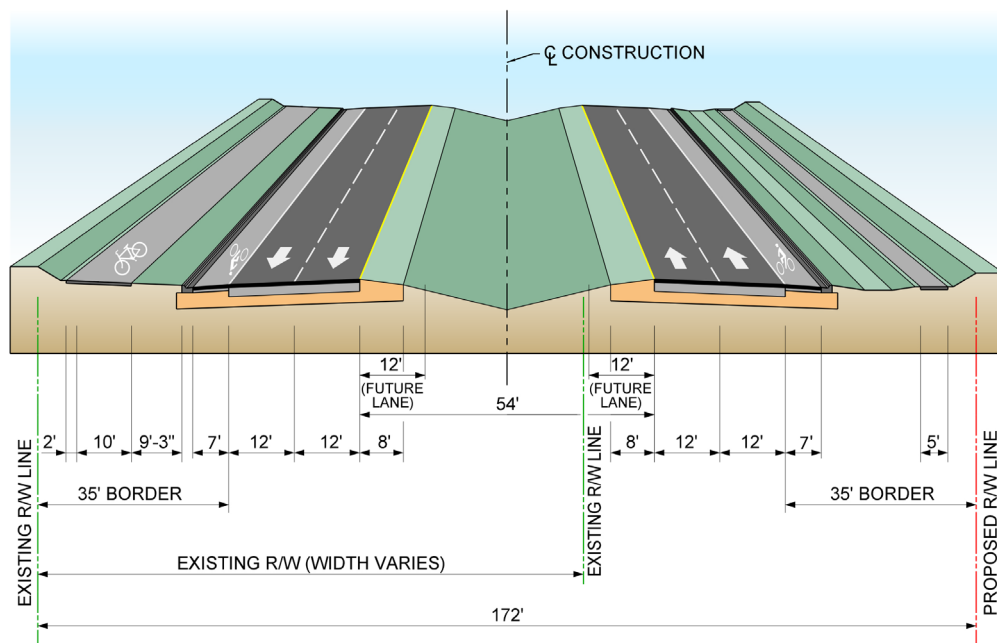 ℄ CONSTRUCTION
12'
(FUTURE
LANE)
12'
(FUTURE
LANE)
54'
2'
10'
9'-3"
7'
12'
12'
8'
8'
12'
12'
7'
5'
35' BORDER
35' BORDER
EXISTING R/W LINE
EXISTING R/W LINE
PROPOSED R/W LINE
EXISTING R/W (WIDTH VARIES)
172'